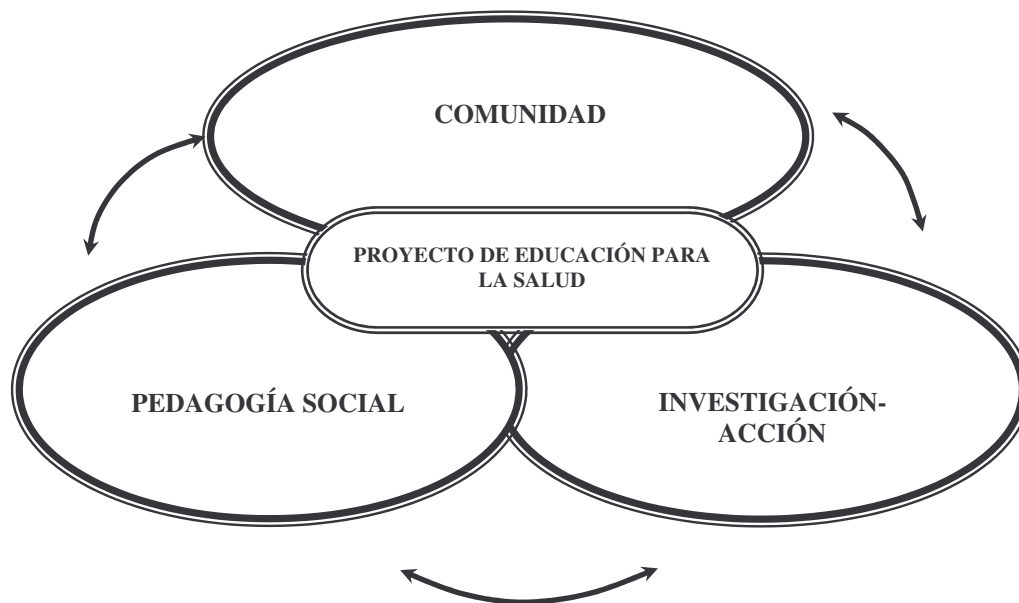 COMUNIDAD
PROYECTO DE EDUCACIÓN PARA
LA SALUD
PEDAGOGÍA SOCIAL
INVESTIGACIÓN-
ACCIÓN